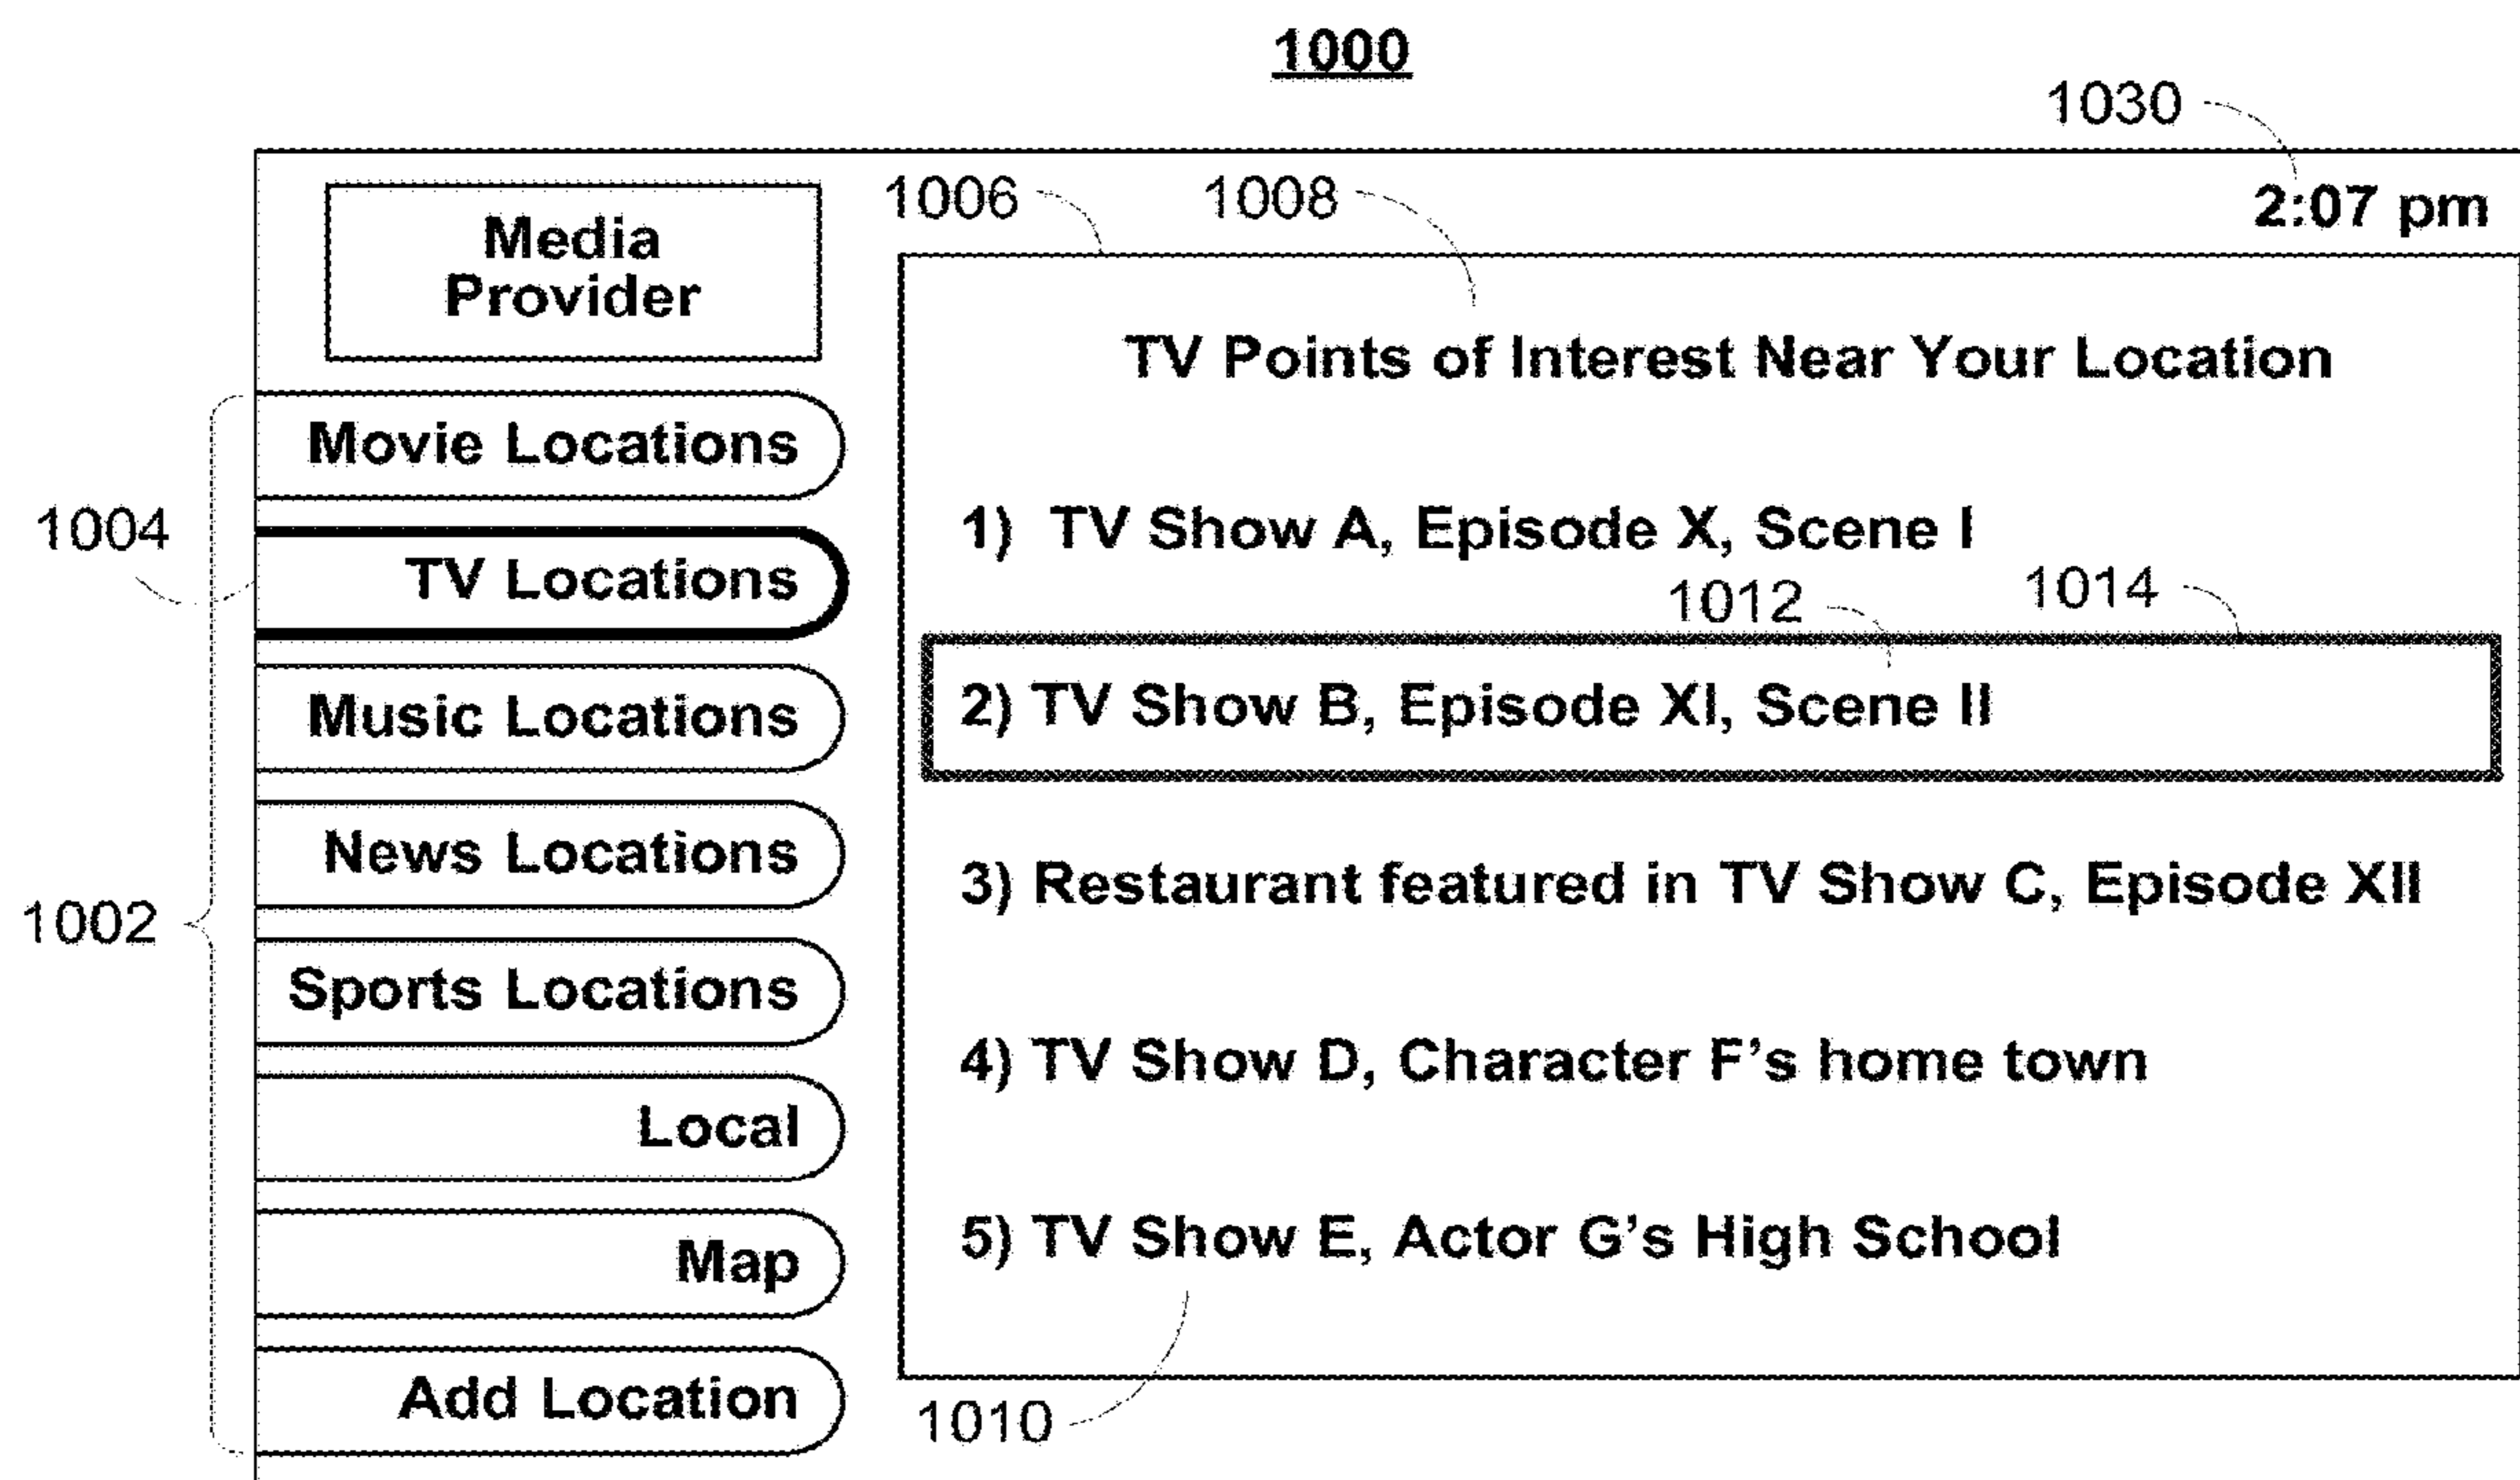 1000
1030
2:07 pm
1006
1008
Media
Provider
TV Points of Interest Near Your Location
Movie Locations
1004
TV Locations
Music Locations
News Locations
1002
Sports Locations
Local
Map
Add Location
1) TV Show A, Episode X, Scene I
1012
1014
2) TV Show B, Episode XI, Scene II
3) Restaurant featured in TV Show C, Episode XII
4) TV Show D, Character F's home town
5) TV Show E, Actor G's High School
1010